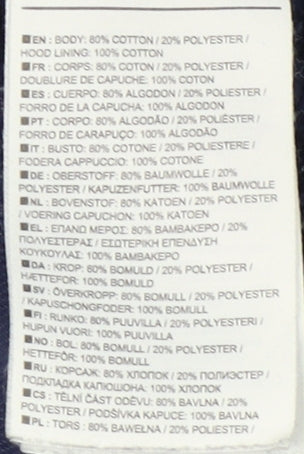 ■EN : BODY: 80% COTTON / 20% POLYESTER /
HOOD LINING: 100% COTTON
■FR : CORPS: 80% COTON / 20% POLYESTER /
DOUBLURE DE CAPUCHE: 100% COTON
■ES : CUERPO: 80% ALGODON / 20% POLIESTER /
FORRO DE LA CAPUCHA: 100% ALGODON
■PT : CORPO: 80% ALGODÃO / 20% POLIÉSTER /
FORRO DE CARAPUÇO: 100% ALGODÃO
■IT : BUSTO: 80% COTONE / 20% POLIESTERE /
FODERA CAPPUCCIO: 100% COTONE
■DE : OBERSTOFF: 80% BAUMWOLLE / 20%
POLYESTER / KAPUZENFUTTER: 100% BAUMWOLLE
■NL : BOVENSTOF: 80% KATOEN / 20% POLYESTER
/ VOERING CAPUCHON: 100% KATOEN
■EL : ΕΠΑΝΩ ΜΕΡΟΣ: 80% ΒΑΜΒΑΚΕΡΟ / 20%
ΠΟΛΥΕΣΤΕΡΑΣ / ΕΣΩΤΕΡΙΚΗ ΕΠΕΝΔΥΣΗ
ΚΟΥΚΟΥΛΑΣ: 100% ΒΑΜΒΑΚΕΡΟ
■DA : KROP: 80% BOMULD / 20% POLYESTER /
HÆTTEFOR: 100% BOMULD
■SV : ÖVERKROPP: 80% BOMULL / 20% POLYESTER
/ KAPUSCHONGFODER: 100% BOMULL
■FI : RUNKO: 80% PUUVILLA / 20% POLYESTERI /
HUPUN VUORI: 100% PUUVILLA
■NO : BOL: 80% BOMULL / 20% POLYESTER /
HETTEFÔR: 100% BOMULL
■RU : КОРСАЖ: 80% ХЛОПОК / 20% ПОЛИЭСТЕР /
ПОДКЛАДКА КАПЮШОНА: 100% ХЛОПОК
■CS : TĚLNÍ ČÁST ODĚVU: 80% BAVLNA / 20%
POLYESTER / PODŠÍVKA KAPUCE: 100% BAVLNA
■PL : TORS : 80% BAWEŁNA / 20% POLIESTER /